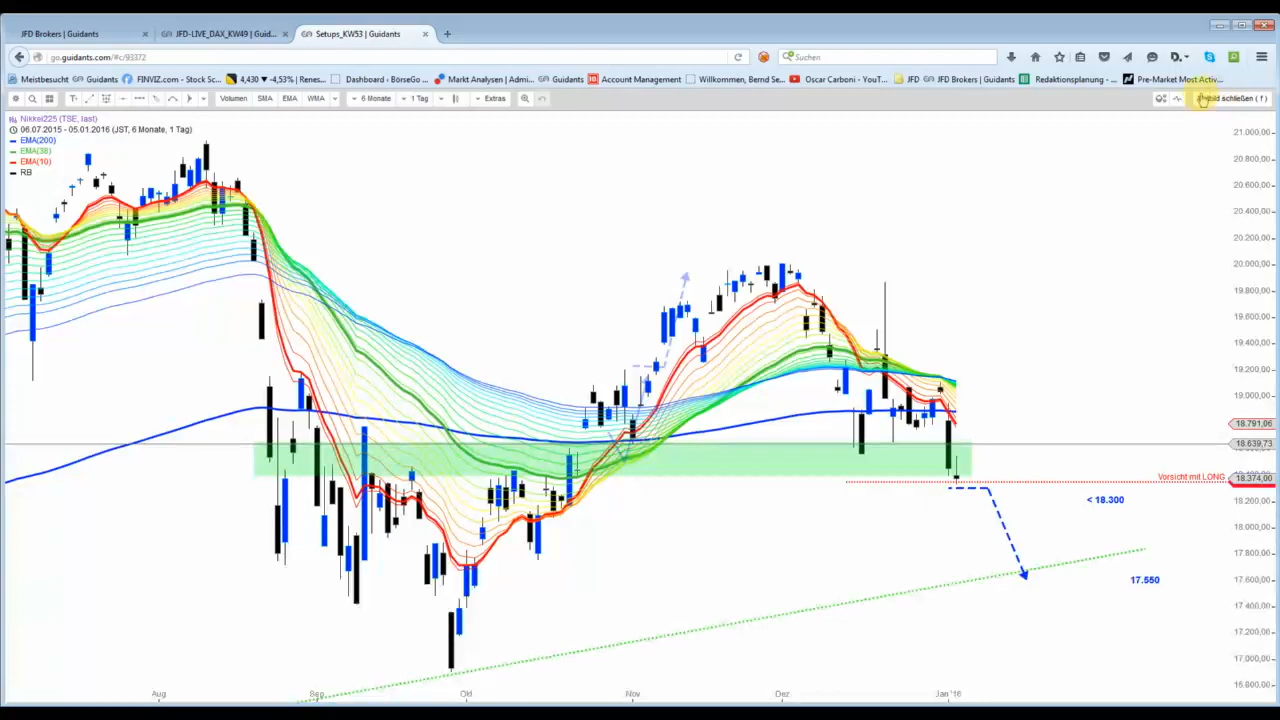 JFD Brokers | Guidants
JFD-LIVE_DAX_KW49 | Guid...
Setups_KW53 | Guidants
go.guidants.com/#c/93372
Suchen
Meistbesucht
Guidants
FINVIZ.com - Stock Sc...
4,430 ▼ -4,53% | Renes...
Dashboard ‹ BörseGo ...
Markt Analysen | Admi...
Guidants
Account Management
Willkommen, Bernd Se...
Oscar Carboni - YouT...
JFD
JFD Brokers | Guidants
Redaktionsplanung - ...
Pre-Market Most Activ...
Volumen
SMA
EMA
WMA
6 Monate
1 Tag
Extras
schließen ( f )
Nikkei225 (TSE, last)
06.07.2015 - 05.01.2016 (JST, 6 Monate, 1 Tag)
EMA(200)
EMA(38)
EMA(10)
RB
21.000,00
20.800,00
20.600,00
20.400,00
20.200,00
20.000,00
19.800,00
19.600,00
19.400,00
19.200,00
19.000,00
18.791,06
18.639,73
Vorsicht mit LONG
18.374,00
< 18.300
18.200,00
18.000,00
17.800,00
17.550
17.600,00
17.400,00
17.200,00
17.000,00
16.800,00
Aug
Sep
Okt
Nov
Dez
Jan '16